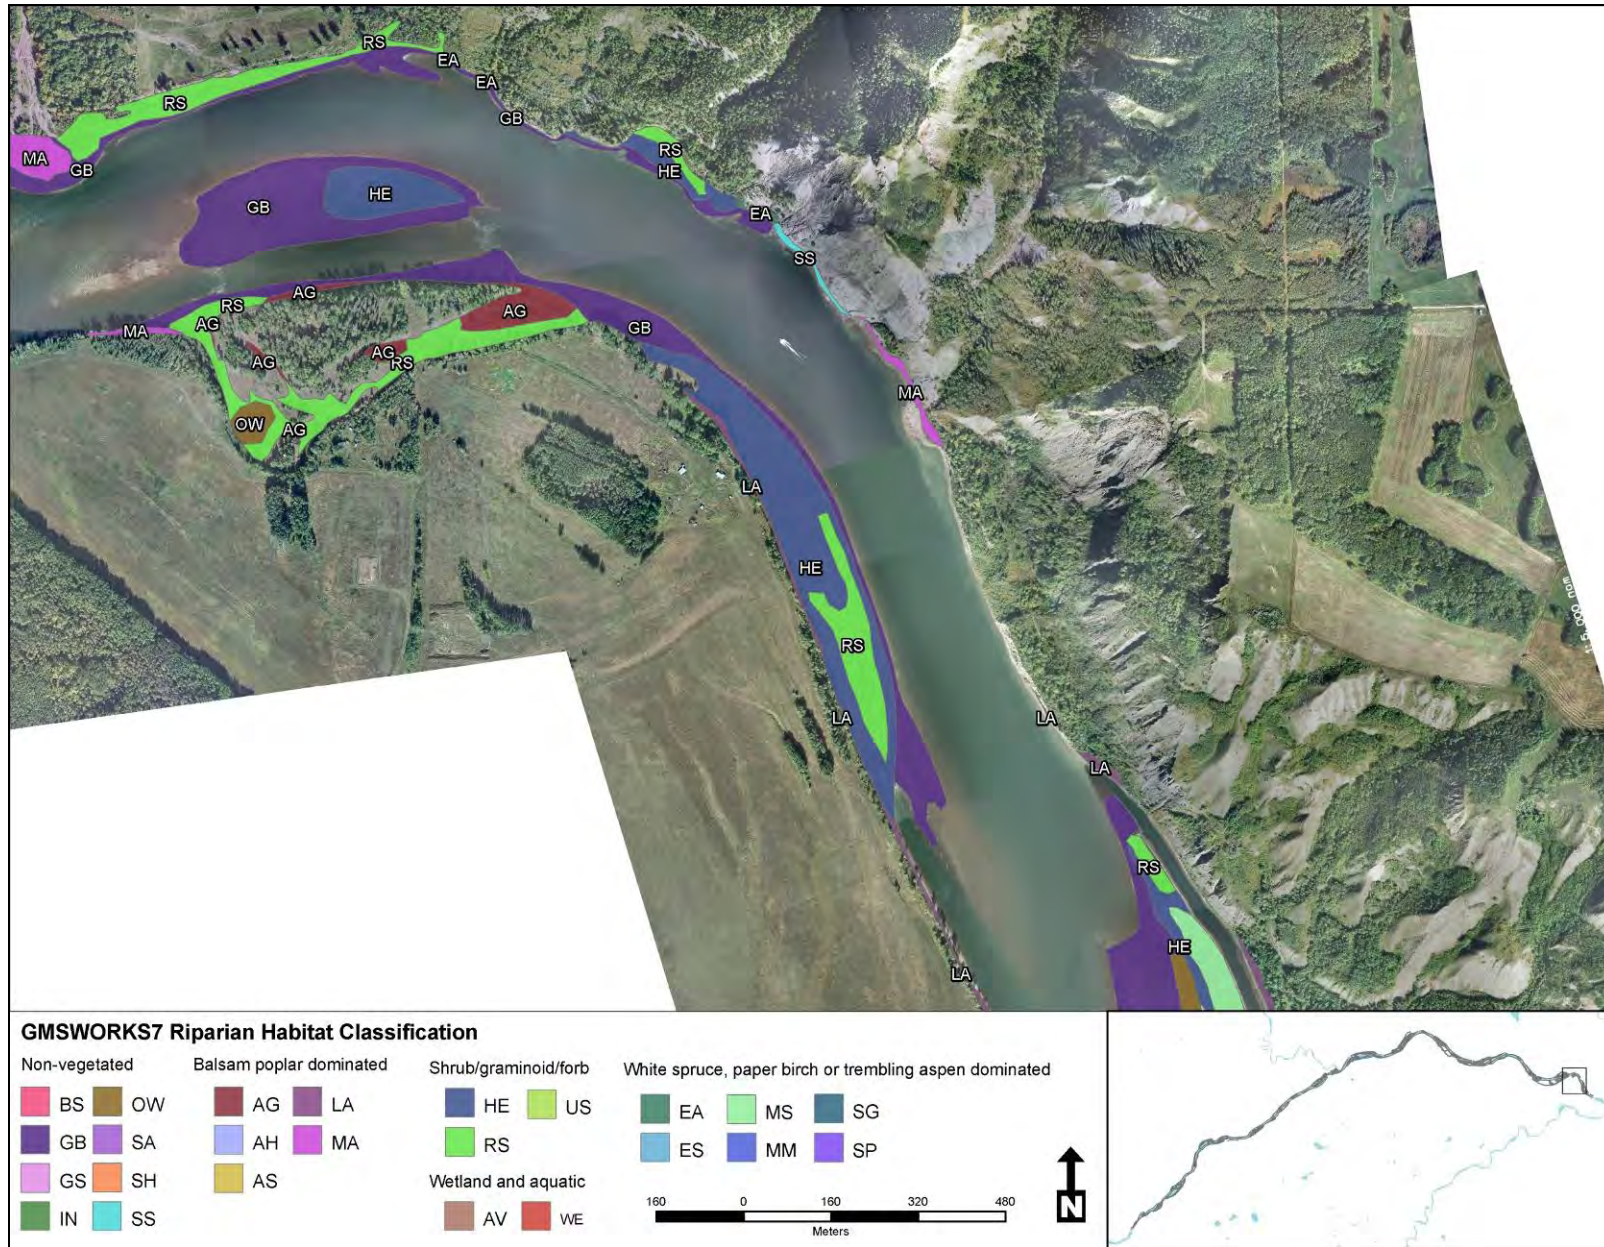 RS
EA
EA
RS
GB
MA
GB
RS
HE
HE
GB
EA
SS
AG
RS
AG
AG
GB
MA
AG
AG
RS
MA
OW
AG
LA
HE
RS
LA
LA
LA
RS
HE
LA
GMSWORKS7 Riparian Habitat Classification
Non-vegetated
BS OW
GB SA
GS SH
IN SS
Balsam poplar dominated
AG LA
AH MA
AS
Shrub/graminoid/forb
HE US
RS
Wetland and aquatic
AV WE
White spruce, paper birch or trembling aspen dominated
EA MS SG
ES MM SP
160 0 160 320 480
Meters
N